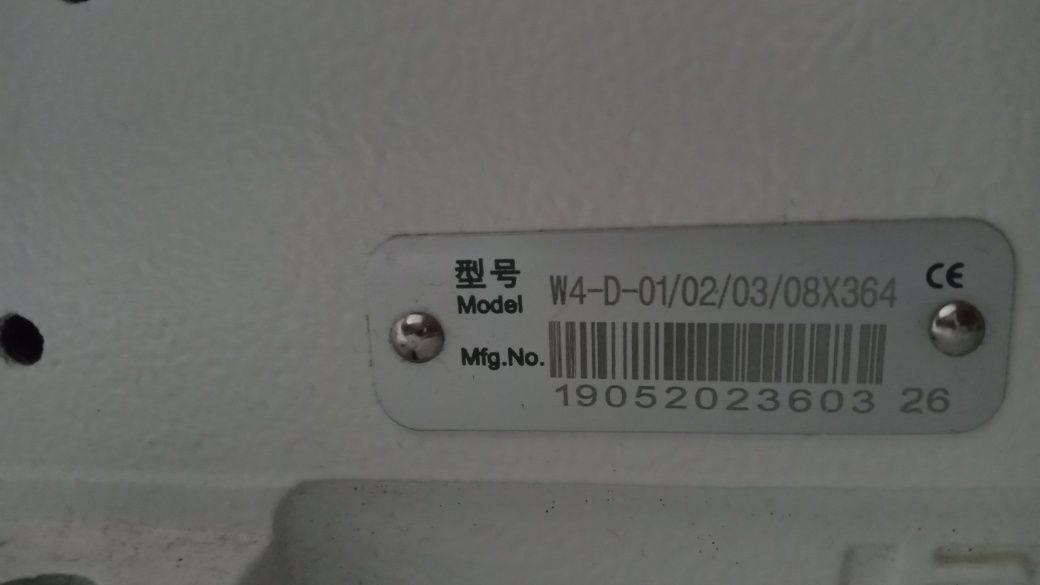 型号
Model W4-D-01/02/03/08X364 CE
Mfg.No.
19052023603 26